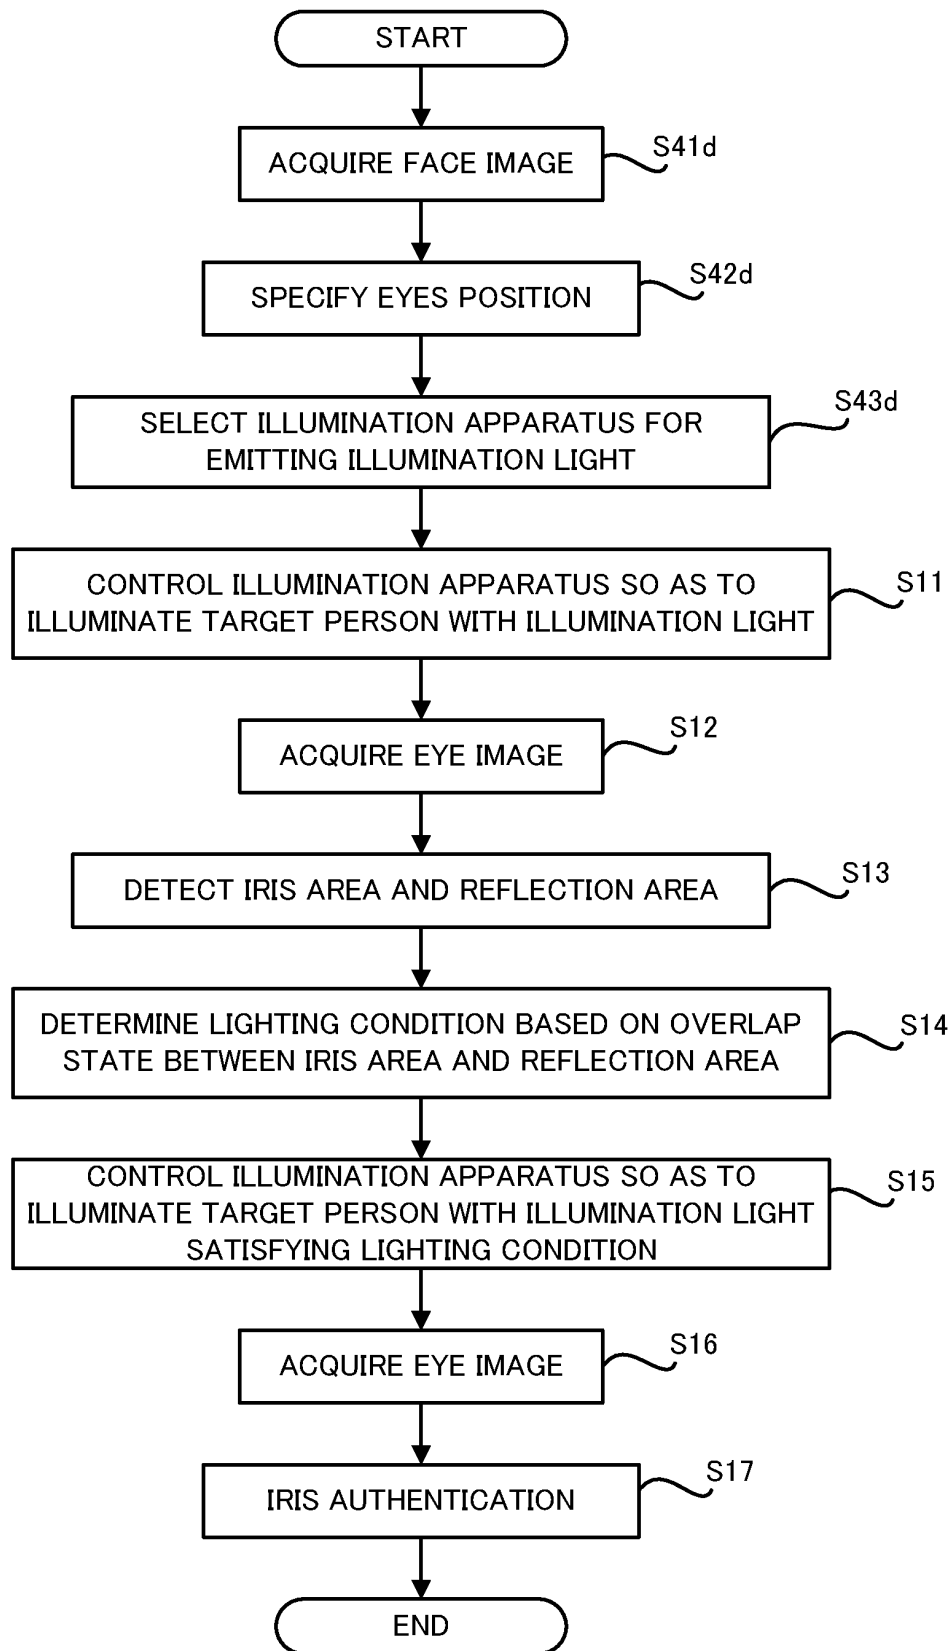 START
ACQUIRE FACE IMAGE
S41d
SPECIFY EYES POSITION
S42d
SELECT ILLUMINATION APPARATUS FOR
EMITTING ILLUMINATION LIGHT
S43d
CONTROL ILLUMINATION APPARATUS SO AS TO
ILLUMINATE TARGET PERSON WITH ILLUMINATION LIGHT
S11
ACQUIRE EYE IMAGE
S12
DETECT IRIS AREA AND REFLECTION AREA
S13
DETERMINE LIGHTING CONDITION BASED ON OVERLAP
STATE BETWEEN IRIS AREA AND REFLECTION AREA
S14
CONTROL ILLUMINATION APPARATUS SO AS TO
ILLUMINATE TARGET PERSON WITH ILLUMINATION LIGHT
SATISFYING LIGHTING CONDITION
S15
ACQUIRE EYE IMAGE
S16
IRIS AUTHENTICATION
S17
END